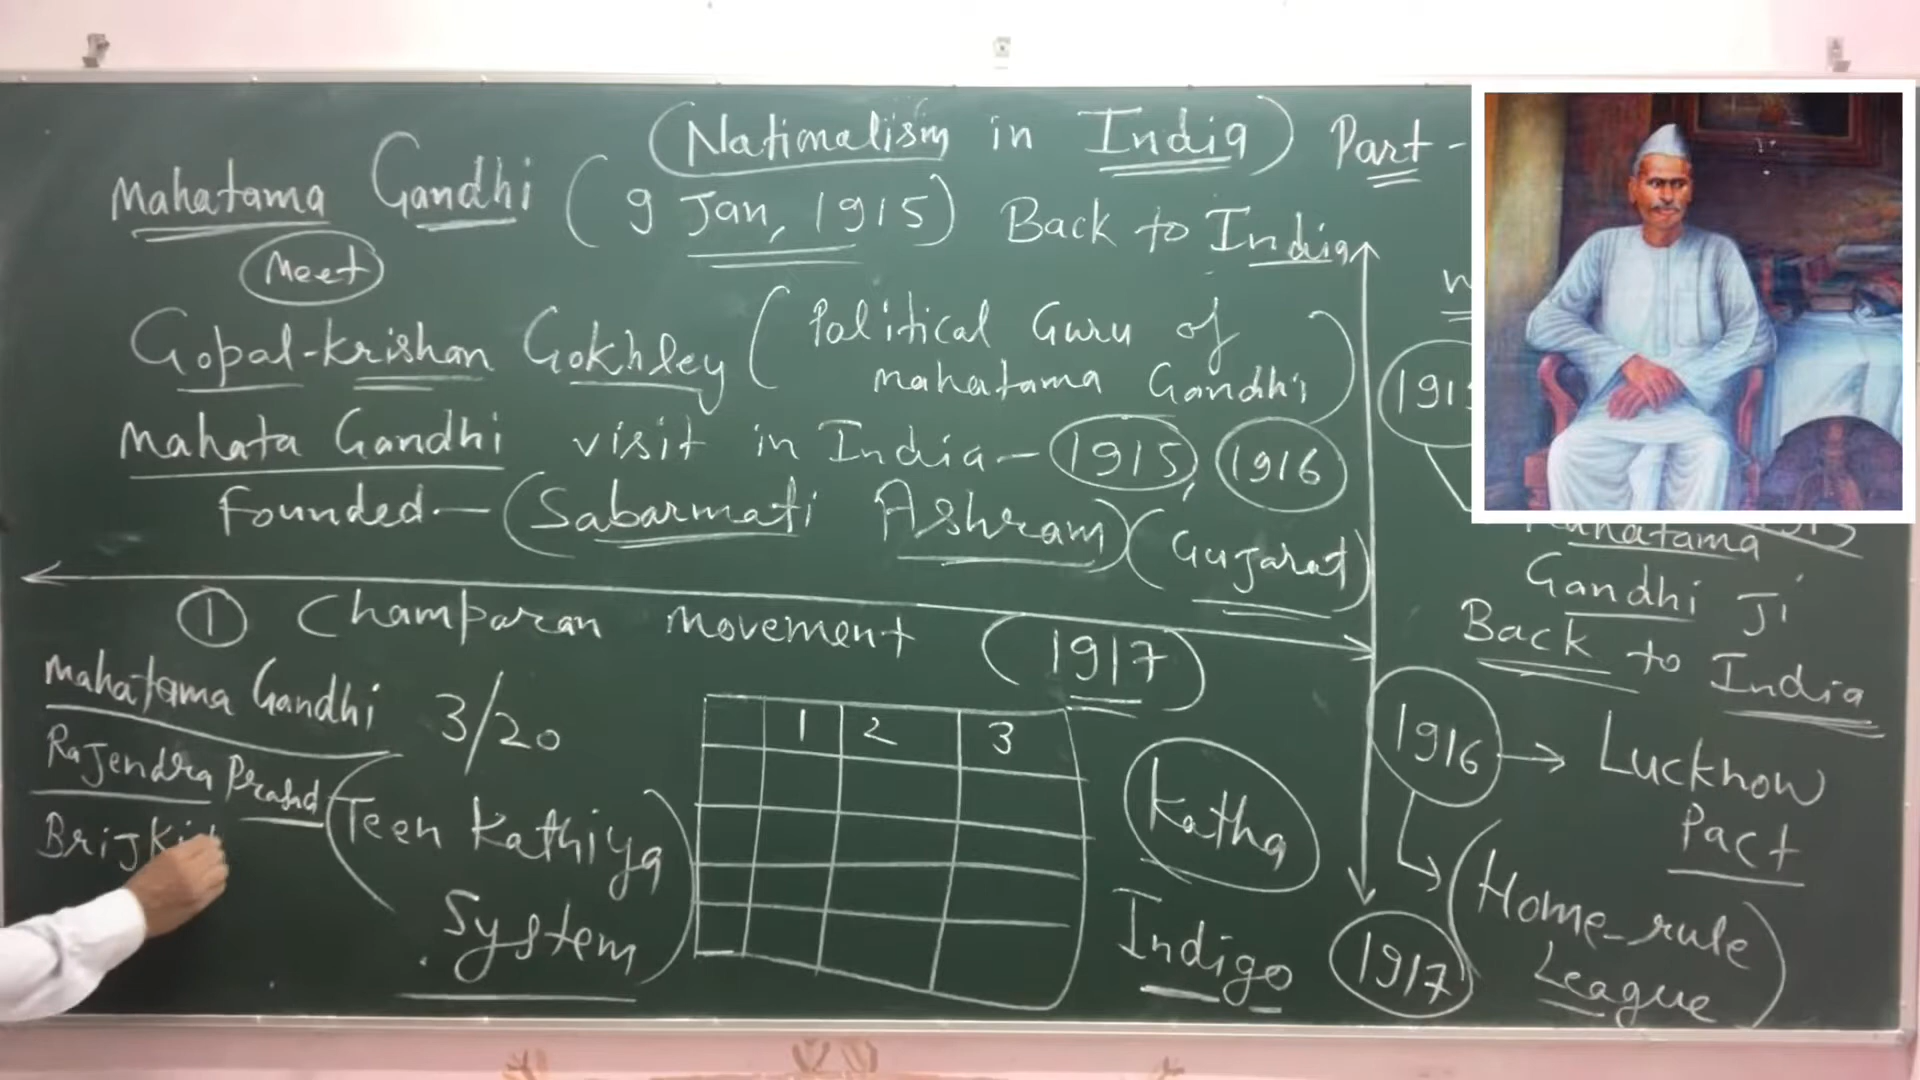 (Nationalism in India) Part-
Mahatama Gandhi (9 Jan, 1915) Back to India
Meet
Gopal-Krishan Gokhley (Political Guru of
Mahatama Gandhi)
Mahata Gandhi visit in India - 1915, 1916
Founded - (Sabarmati Ashram) (Gujarat)
① Champaran Movement (1917)
Mahatama Gandhi
Rajendra Prasad
3/20
(Teen Kathiya
System)
1 2 3
Katha
Indigo
Gandhi Ji
Back to India
1916 → Lucknow
Pact
(Home-rule
League)
1917